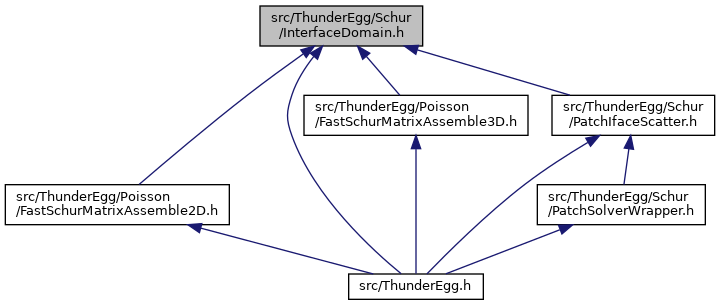 src/ThunderEgg/Schur
/InterfaceDomain.h
src/ThunderEgg/Poisson
/FastSchurMatrixAssemble3D.h
src/ThunderEgg/Schur
/PatchIfaceScatter.h
src/ThunderEgg/Poisson
/FastSchurMatrixAssemble2D.h
src/ThunderEgg/Schur
/PatchSolverWrapper.h
src/ThunderEgg.h